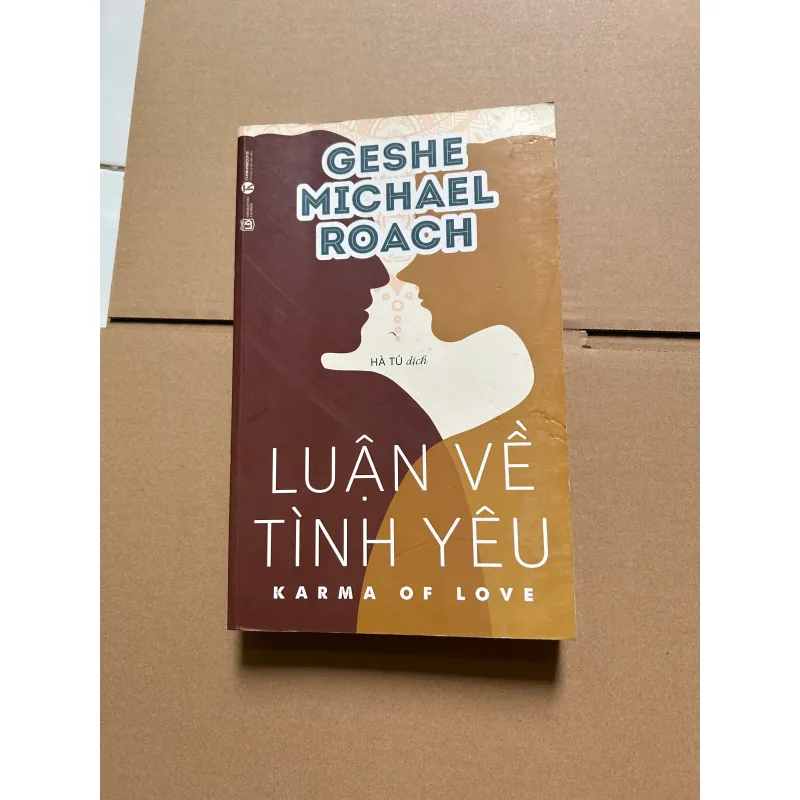 GESHE
MICHAEL
ROACH
HÀ TÚ dịch
LUẬN VỀ
TÌNH YÊU
KARMA OF LOVE